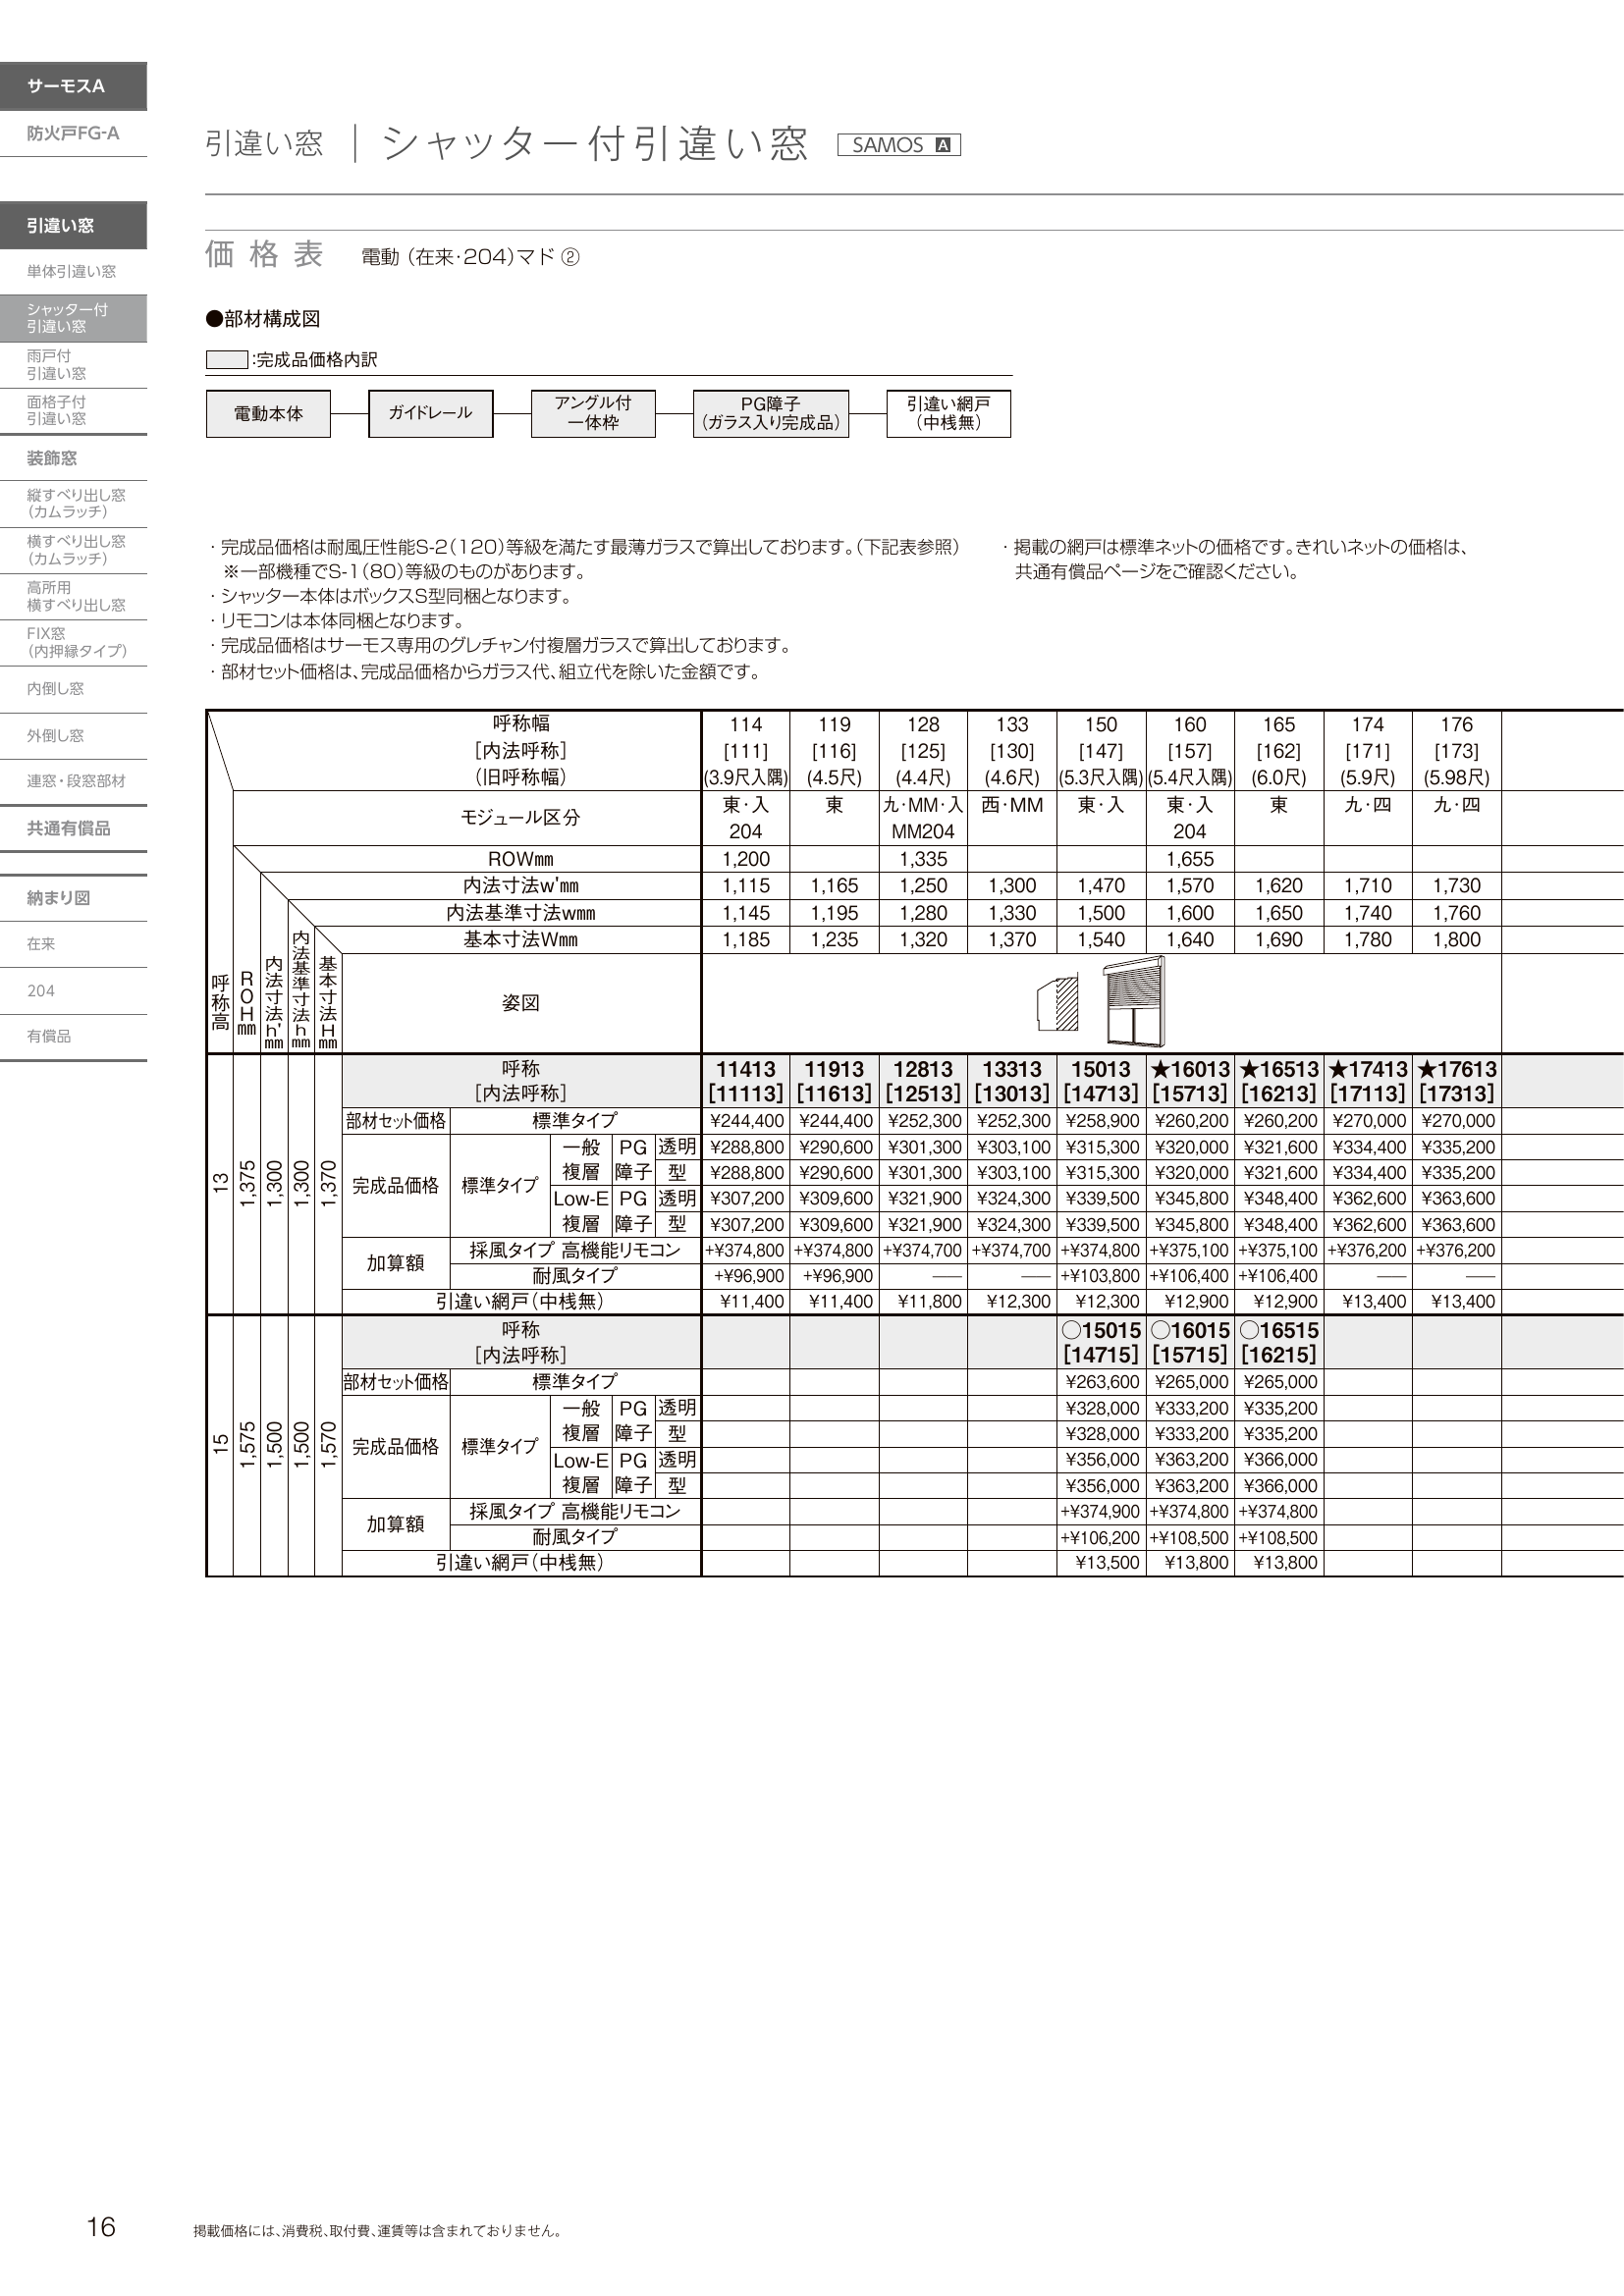 サーモスA
防火戸FG-A
引違い窓
単体引違い窓
シャッター付
引違い窓
雨戸付
引違い窓
面格子付
引違い窓
装飾窓
縦すべり出し窓
（カムラッチ）
横すべり出し窓
（カムラッチ）
高所用
横すべり出し窓
FIX窓
（内押縁タイプ）
内倒し窓
外倒し窓
連窓・段窓部材
共通有償品
納まり図
在来
204
有償品
引違い窓｜シャッター付引違い窓 SAMOS A
価格表 電動（在来・204）マド ②
●部材構成図
:完成品価格内訳
電動本体 ガイドレール アングル付 PG障子 引違い網戸
一体枠 （ガラス入り完成品） （中桟無）
・完成品価格は耐風圧性能S-2（120）等級を満たす最薄ガラスで算出しております。（下記表参照）
※一部機種でS-1（80）等級のものがあります。
・シャッター本体はボックスS型同梱となります。
・リモコンは本体同梱となります。
・完成品価格はサーモス専用のグレチャン付複層ガラスで算出しております。
・部材セット価格は、完成品価格からガラス代、組立代を除いた金額です。
・掲載の網戸は標準ネットの価格です。きれいネットの価格は、
共通有償品ページをご確認ください。
呼称幅 114 119 128 133 150 160 165 174 176
［内法呼称］ [111] [116] [125] [130] [147] [157] [162] [171] [173]
（旧呼称幅） (3.9尺入隅) (4.5尺) (4.4尺) (4.6尺) (5.3尺入隅) (5.4尺入隅) (6.0尺) (5.9尺) (5.98尺)
モジュール区分 東・入 東 九・MM・入 西・MM 東・入 東・入 東 九・四 九・四
204 MM204 204
ROW㎜ 1,200 1,335 1,655
内法寸法w'㎜ 1,115 1,165 1,250 1,300 1,470 1,570 1,620 1,710 1,730
内法基準寸法w㎜ 1,145 1,195 1,280 1,330 1,500 1,600 1,650 1,740 1,760
基本寸法W㎜ 1,185 1,235 1,320 1,370 1,540 1,640 1,690 1,780 1,800
呼称高 ROH㎜ 内法寸法h'㎜ 内法基準寸法h㎜ 基本寸法H㎜ 姿図
13 1,375 1,300 1,300 1,370
呼称 11413 11913 12813 13313 15013 ★16013 ★16513 ★17413 ★17613
［内法呼称］ [11113] [11613] [12513] [13013] [14713] [15713] [16213] [17113] [17313]
部材セット価格 標準タイプ ¥244,400 ¥244,400 ¥252,300 ¥252,300 ¥258,900 ¥260,200 ¥260,200 ¥270,000 ¥270,000
完成品価格 標準タイプ 一般複層 PG障子 透明 ¥288,800 ¥290,600 ¥301,300 ¥303,100 ¥315,300 ¥320,000 ¥321,600 ¥334,400 ¥335,200
型 ¥288,800 ¥290,600 ¥301,300 ¥303,100 ¥315,300 ¥320,000 ¥321,600 ¥334,400 ¥335,200
Low-E複層 PG障子 透明 ¥307,200 ¥309,600 ¥321,900 ¥324,300 ¥339,500 ¥345,800 ¥348,400 ¥362,600 ¥363,600
型 ¥307,200 ¥309,600 ¥321,900 ¥324,300 ¥339,500 ¥345,800 ¥348,400 ¥362,600 ¥363,600
加算額 採風タイプ 高機能リモコン +¥374,800 +¥374,800 +¥374,700 +¥374,700 +¥374,800 +¥375,100 +¥375,100 +¥376,200 +¥376,200
耐風タイプ +¥96,900 +¥96,900 — — +¥103,800 +¥106,400 +¥106,400 — —
引違い網戸（中桟無） ¥11,400 ¥11,400 ¥11,800 ¥12,300 ¥12,300 ¥12,900 ¥12,900 ¥13,400 ¥13,400
15 1,575 1,500 1,500 1,570
呼称 ○15015 ○16015 ○16515
［内法呼称］ [14715] [15715] [16215]
部材セット価格 標準タイプ ¥263,600 ¥265,000 ¥265,000
完成品価格 標準タイプ 一般複層 PG障子 透明 ¥328,000 ¥333,200 ¥335,200
型 ¥328,000 ¥333,200 ¥335,200
Low-E複層 PG障子 透明 ¥356,000 ¥363,200 ¥366,000
型 ¥356,000 ¥363,200 ¥366,000
加算額 採風タイプ 高機能リモコン +¥374,900 +¥374,800 +¥374,800
耐風タイプ +¥106,200 +¥108,500 +¥108,500
引違い網戸（中桟無） ¥13,500 ¥13,800 ¥13,800
16 掲載価格には、消費税、取付費、運賃等は含まれておりません。